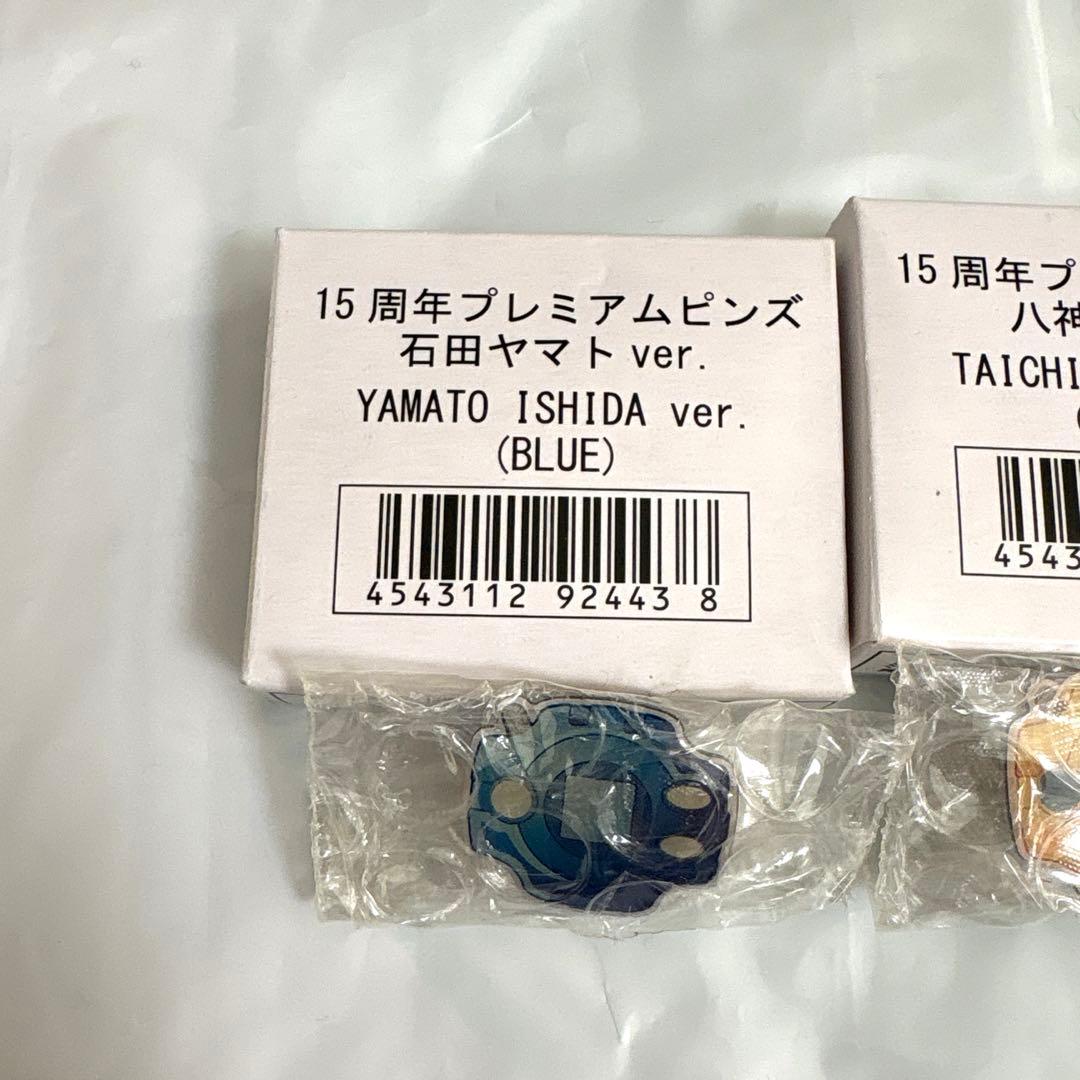 15周年プレミアムピンズ
石田ヤマトver.
YAMATO ISHIDA ver.
(BLUE)
4543112 92443 8
15周年プ
八神
TAICHI
(
4543